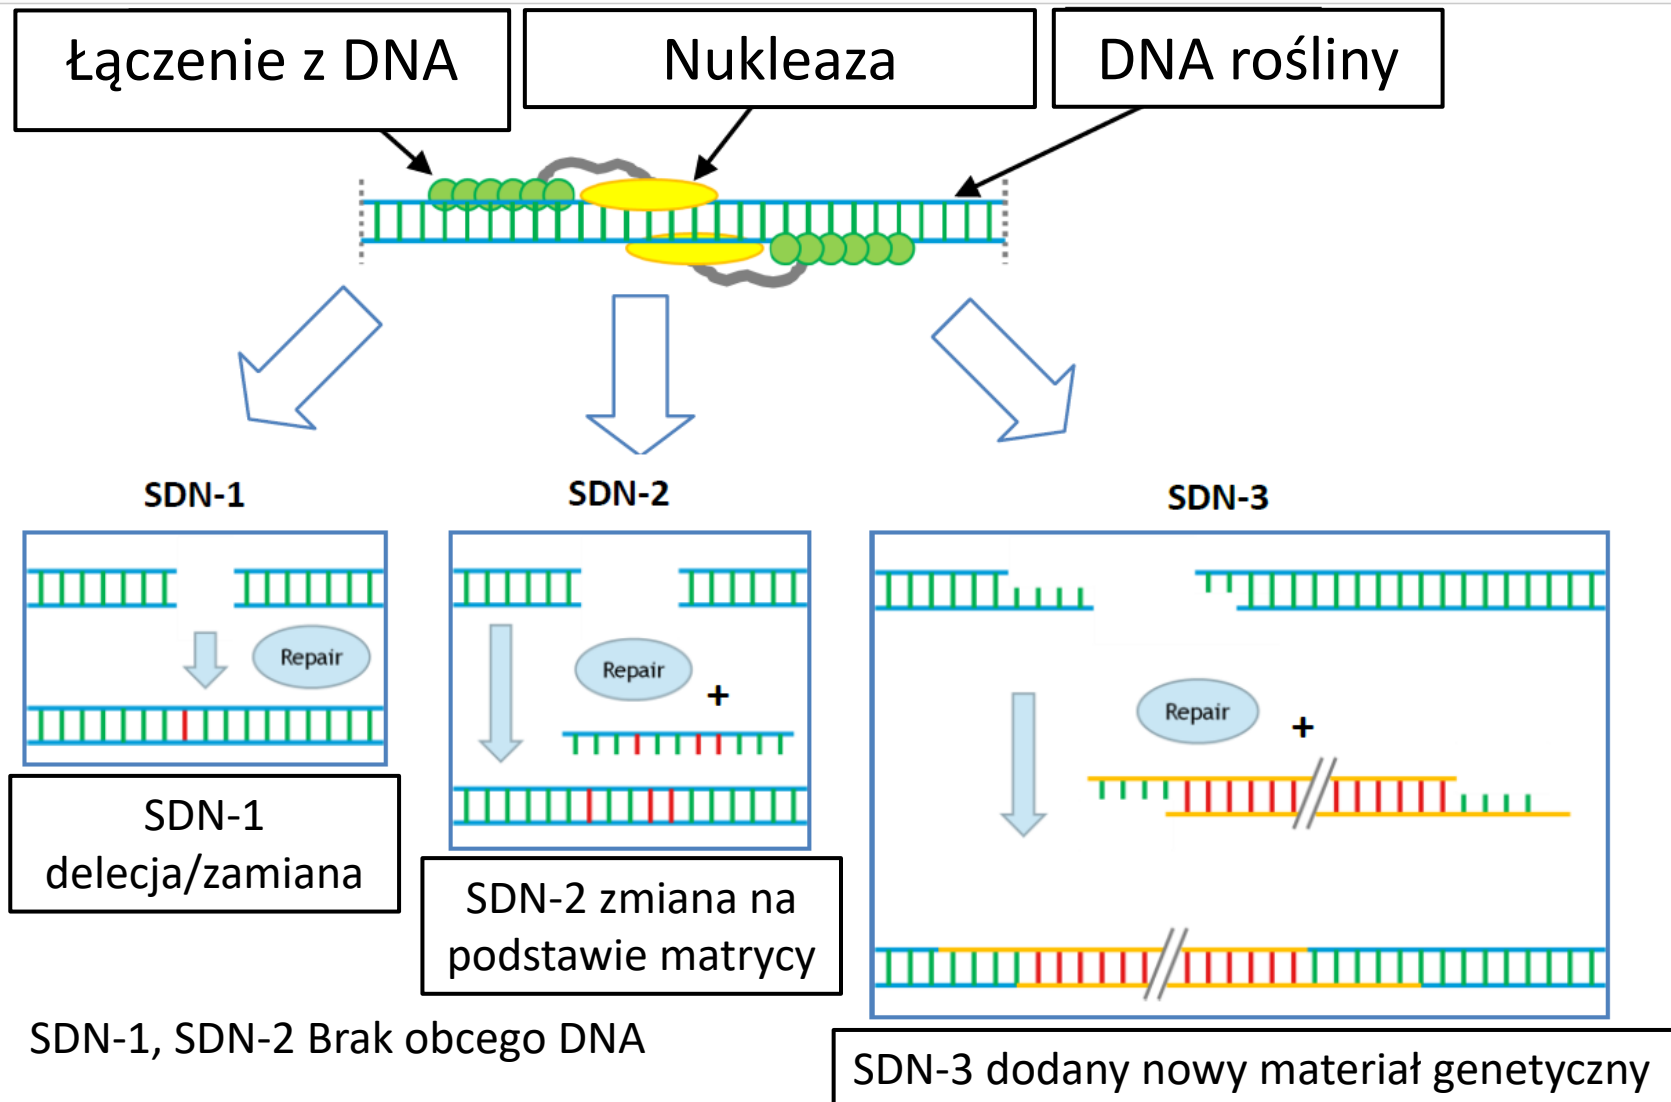 Łączenie z DNA
Nukleaza
DNA rośliny
SDN-1
SDN-2
SDN-3
Repair
Repair
+
Repair
+
SDN-1
delecja/zamiana
SDN-2 zmiana na
podstawie matrycy
SDN-1, SDN-2 Brak obcego DNA
SDN-3 dodany nowy materiał genetyczny